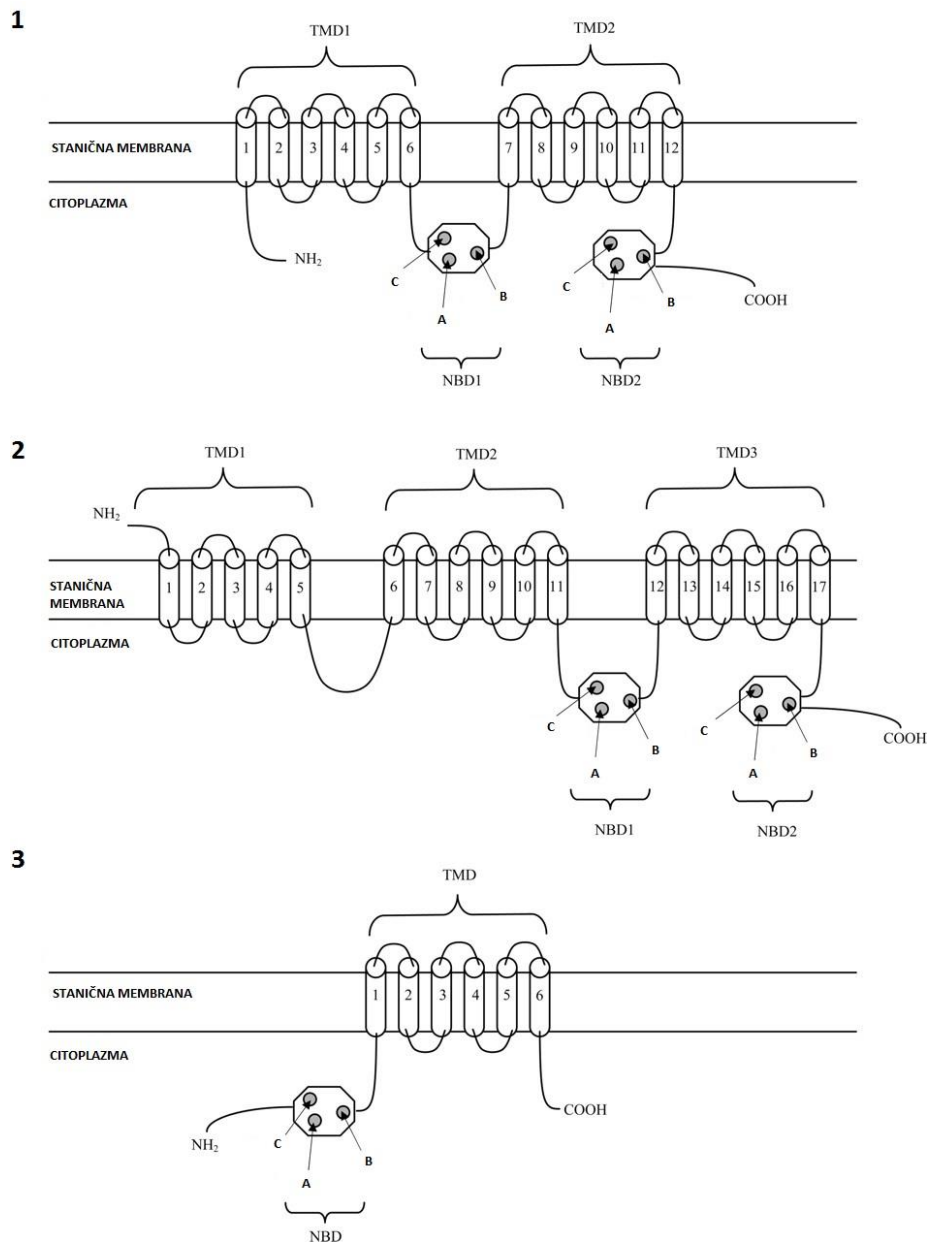 1
TMD1 TMD2
STANIČNA MEMBRANA 1 2 3 4 5 6 7 8 9 10 11 12
CITOPLAZMA
NH₂
C A B C A B
COOH
NBD1 NBD2
2
TMD1 TMD2 TMD3
NH₂
STANIČNA
MEMBRANA
1 2 3 4 5 6 7 8 9 10 11 12 13 14 15 16 17
CITOPLAZMA
C A B C A B
COOH
NBD1 NBD2
3
TMD
STANIČNA MEMBRANA 1 2 3 4 5 6
CITOPLAZMA
COOH
NH₂
C A B
NBD